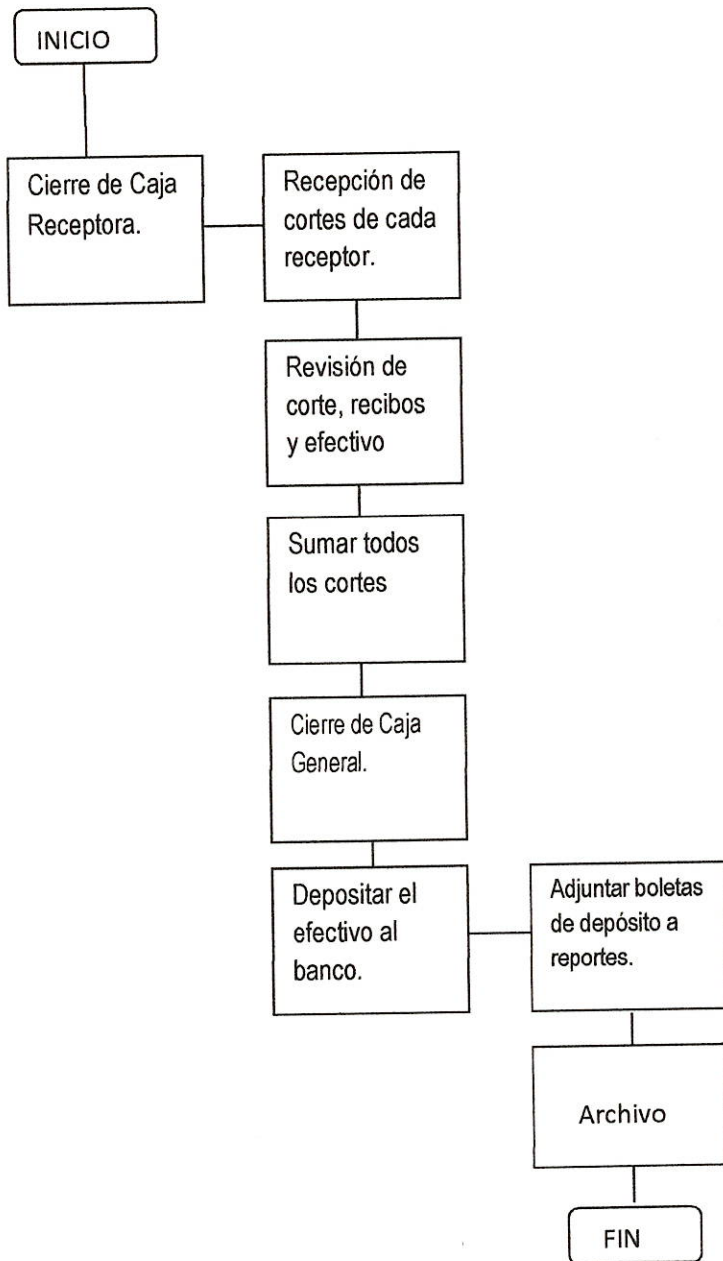 INICIO
Cierre de Caja
Receptora.
Recepción de
cortes de cada
receptor.
Revisión de
corte, recibos
y efectivo
Sumar todos
los cortes
Cierre de Caja
General.
Depositar el
efectivo al
banco.
Adjuntar boletas
de depósito a
reportes.
Archivo
FIN